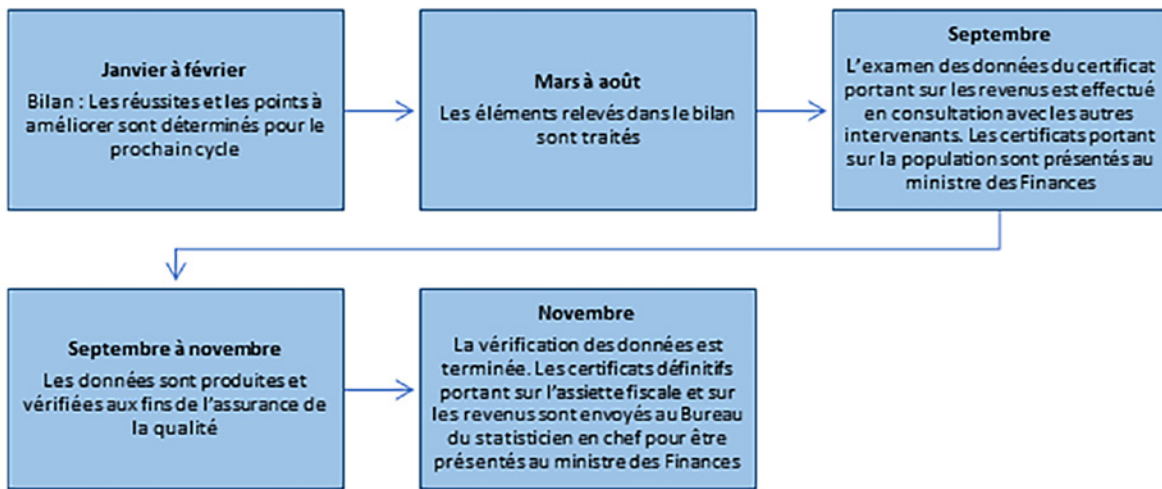 Janvier à février
Bilan : Les réussites et les points à
améliorer sont déterminés pour le
prochain cycle
Mars à août
Les éléments relevés dans le bilan
sont traités
Septembre
L'examen des données du certificat
portant sur les revenus est effectué
en consultation avec les autres
intervenants. Les certificats portant
sur la population sont présentés au
ministre des Finances
Septembre à novembre
Les données sont produites et
vérifiées aux fins de l'assurance de
la qualité
Novembre
La vérification des données est
terminée. Les certificats définitifs
portant sur l'assiette fiscale et sur
les revenus sont envoyés au Bureau
du statisticien en chef pour être
présentés au ministre des Finances